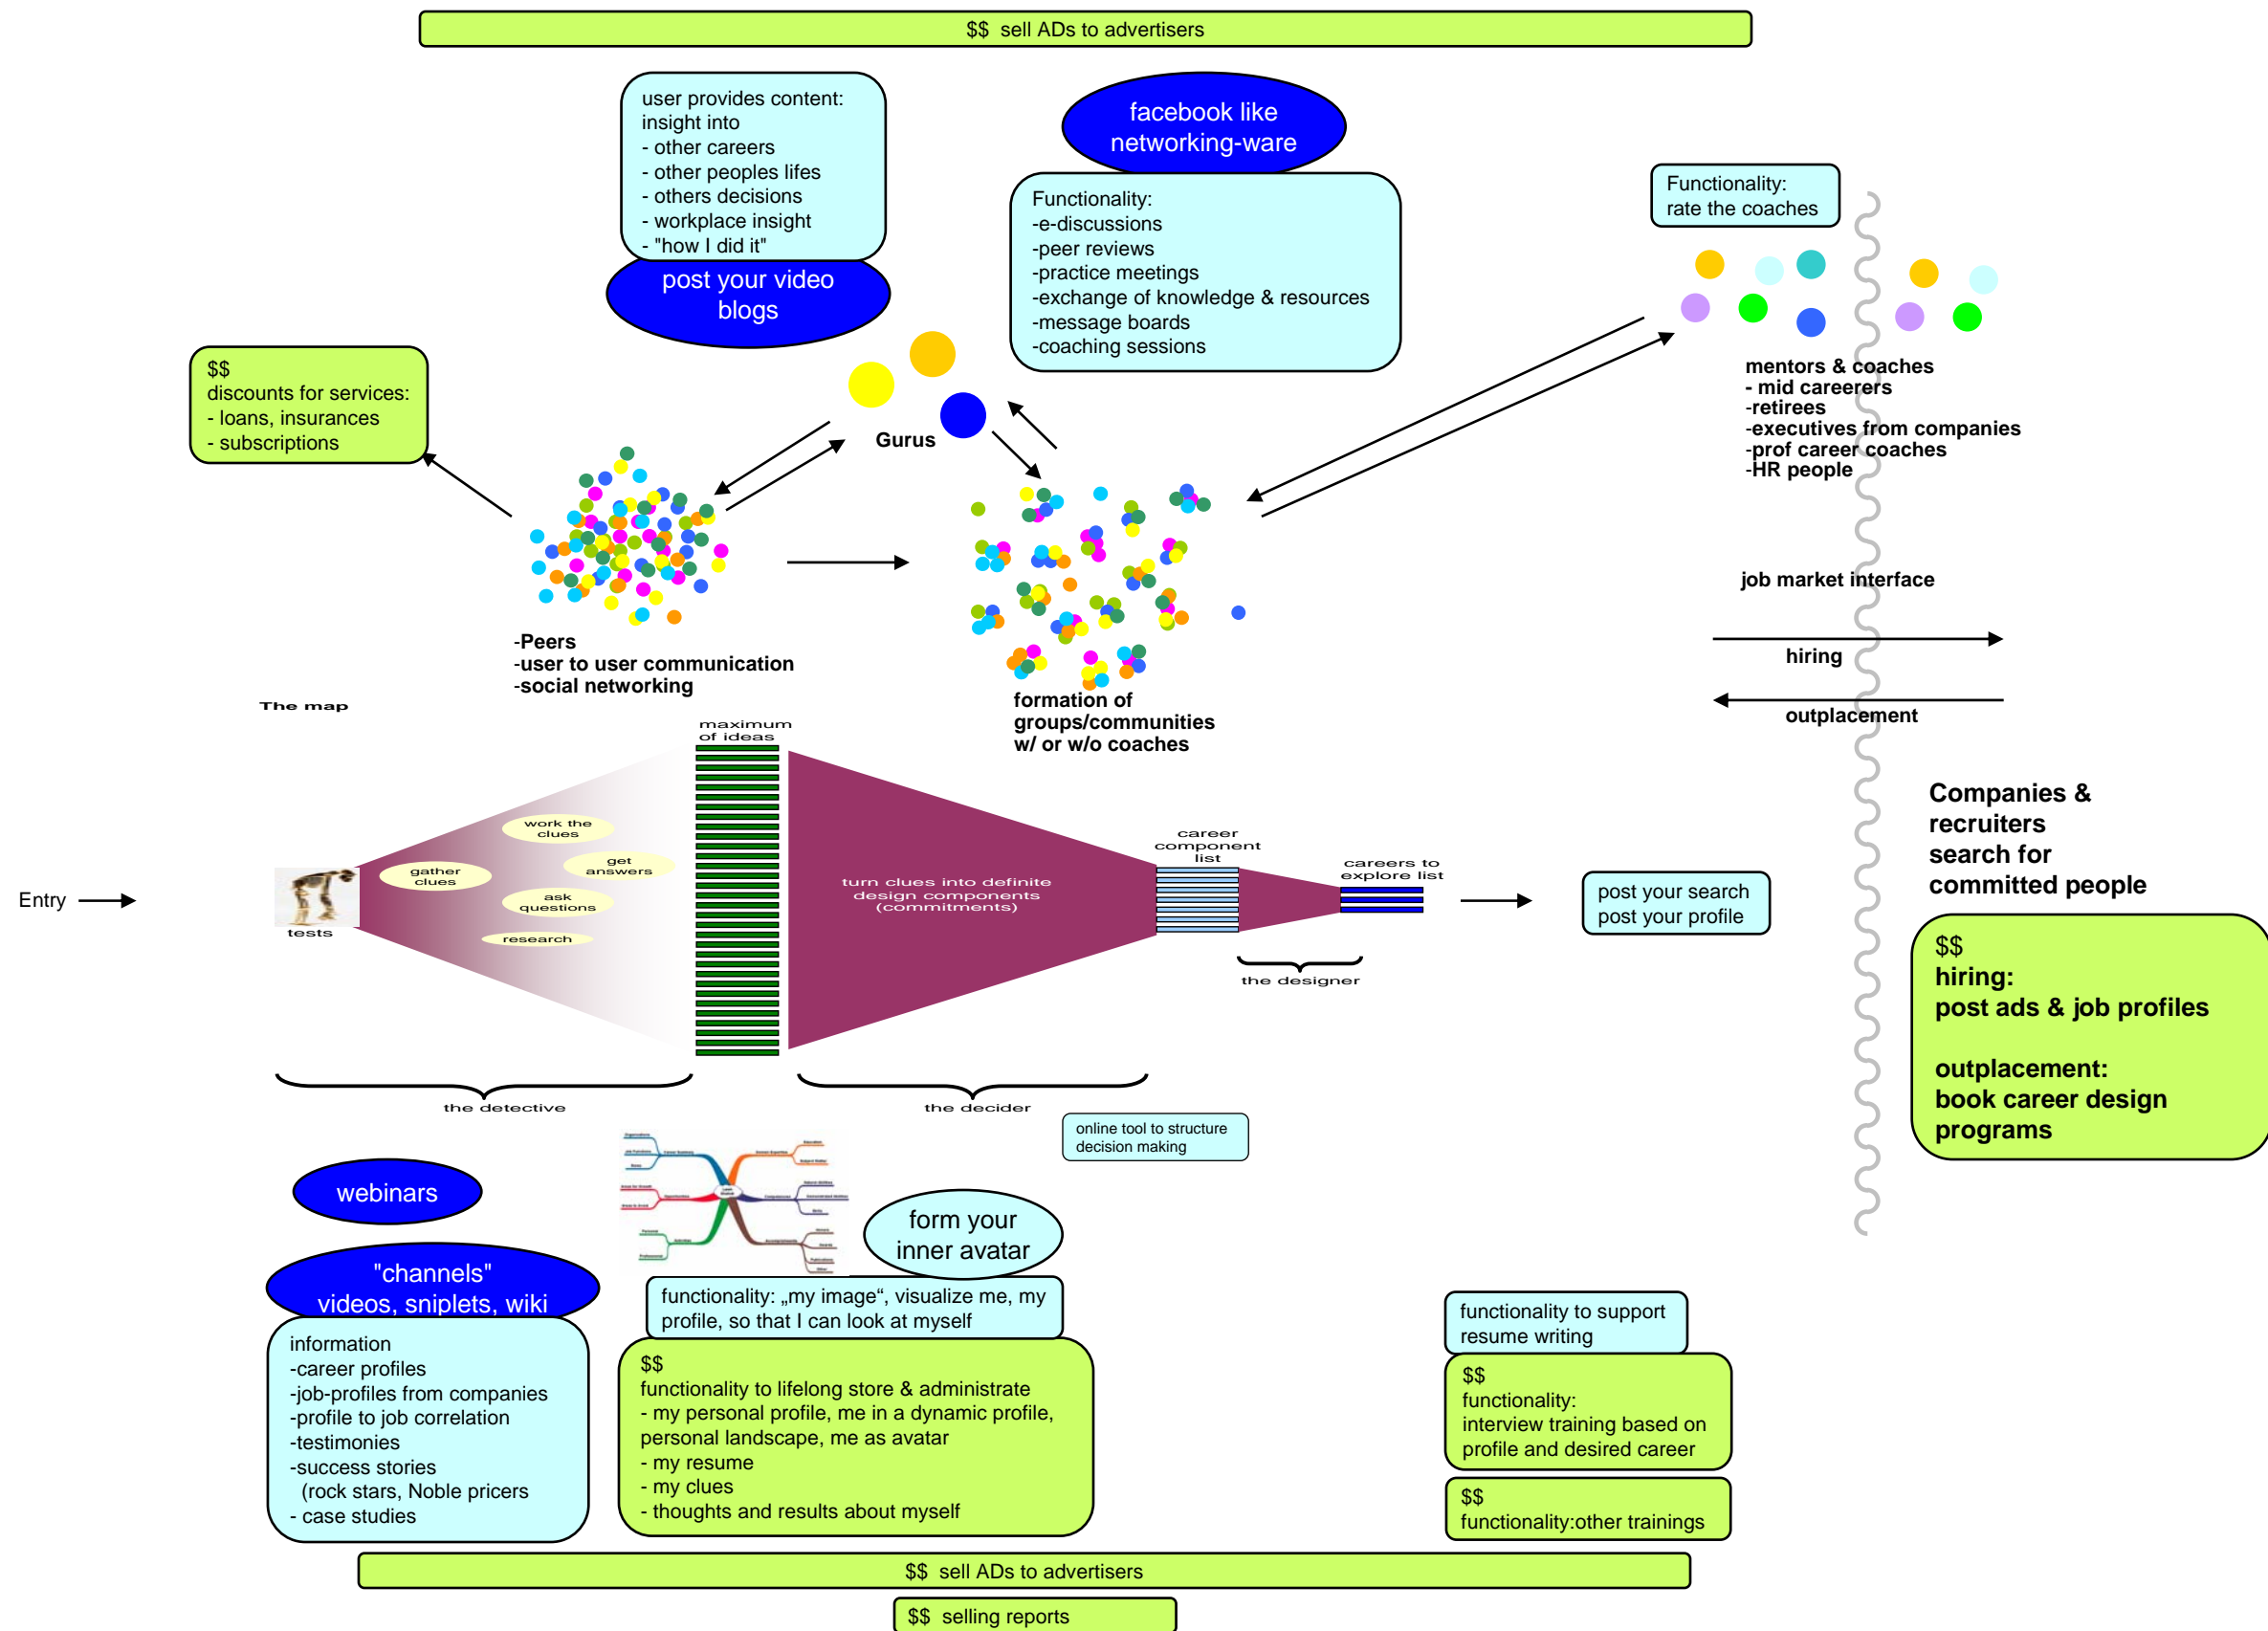 $$  sell ADs to advertisers
user provides content:
insight into
- other careers
- other peoples lifes
- others decisions
- workplace insight
- "how I did it"
post your video
blogs
facebook like
networking-ware
Functionality:
-e-discussions
-peer reviews
-practice meetings
-exchange of knowledge & resources
-message boards
-coaching sessions
Functionality:
rate the coaches
$$
discounts for services:
- loans, insurances
- subscriptions
Gurus
mentors & coaches
- mid careerers
-retirees
-executives from companies
-prof career coaches
-HR people
-Peers
-user to user communication
-social networking
formation of
groups/communities
w/ or w/o coaches
job market interface
hiring
outplacement
The map
maximum
of ideas
Entry
tests
gather
clues
work the
clues
get
answers
ask
questions
research
turn clues into definite
design components
(commitments)
career
component
list
careers to
explore list
the designer
the detective
the decider
post your search
post your profile
Companies &
recruiters
search for
committed people
$$
hiring:
post ads & job profiles
outplacement:
book career design
programs
online tool to structure
decision making
webinars
"channels"
videos, sniplets, wiki
information
-career profiles
-job-profiles from companies
-profile to job correlation
-testimonies
-success stories
(rock stars, Noble pricers
- case studies
form your
inner avatar
functionality: „my image“, visualize me, my
profile, so that I can look at myself
$$
functionality to lifelong store & administrate
- my personal profile, me in a dynamic profile,
personal landscape, me as avatar
- my resume
- my clues
- thoughts and results about myself
functionality to support
resume writing
$$
functionality:
interview training based on
profile and desired career
$$
functionality:other trainings
$$  sell ADs to advertisers
$$  selling reports